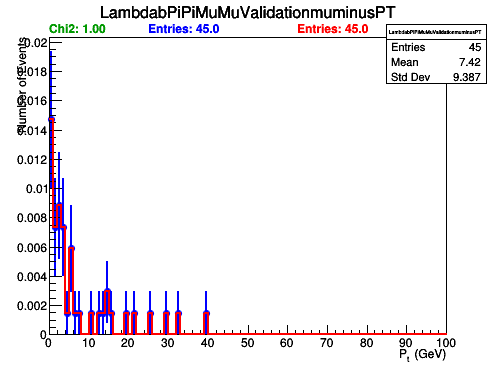 LambdabPiPiMuMuValidationmuminusPT
Chi2: 1.00 Entries: 45.0 Entries: 45.0
LambdabPiPiMuMuValidationmuminusPT
Entries 45
Mean 7.42
Std Dev 9.387
Number of Events
0.02
0.018
0.016
0.014
0.012
0.01
0.008
0.006
0.004
0.002
0
0 10 20 30 40 50 60 70 80 90 100
Pt (GeV)